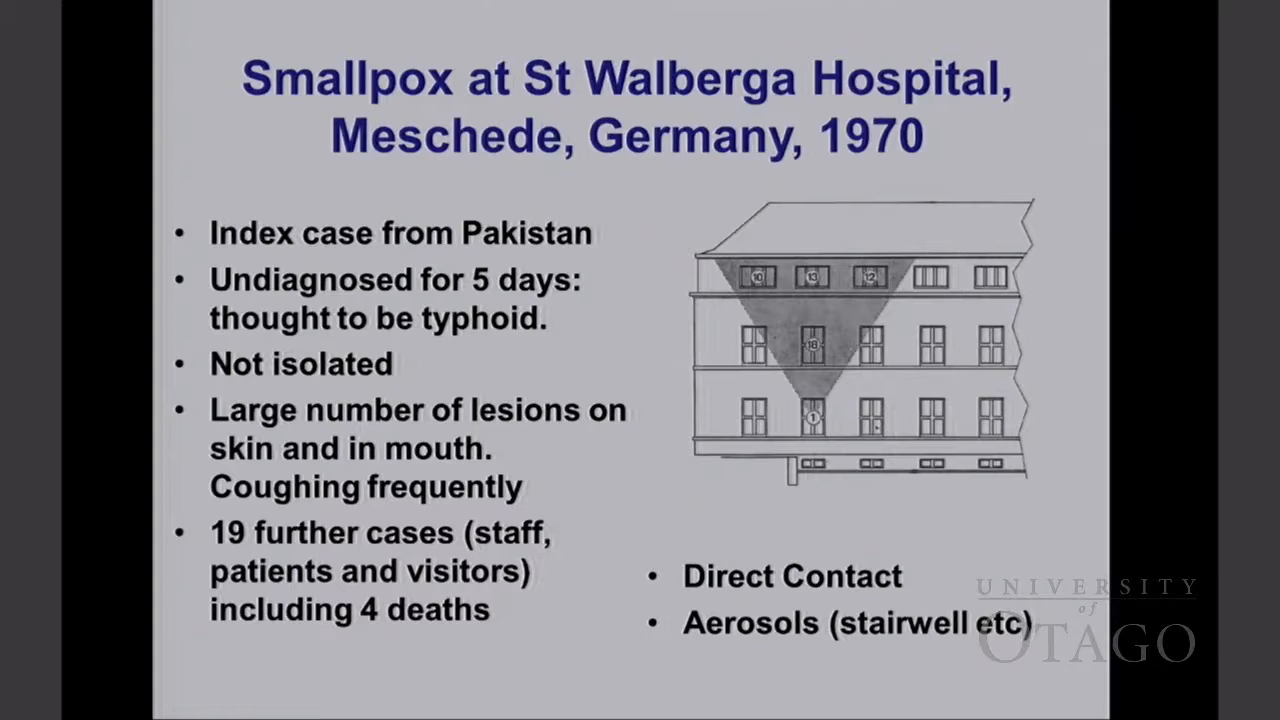 Smallpox at St Walberga Hospital,
Meschede, Germany, 1970
• Index case from Pakistan
• Undiagnosed for 5 days:
thought to be typhoid.
• Not isolated
• Large number of lesions on
skin and in mouth.
Coughing frequently
• 19 further cases (staff,
patients and visitors)
including 4 deaths
10 13 12
18
1
• Direct Contact
• Aerosols (stairwell etc)
UNIVERSITY
of
OTAGO